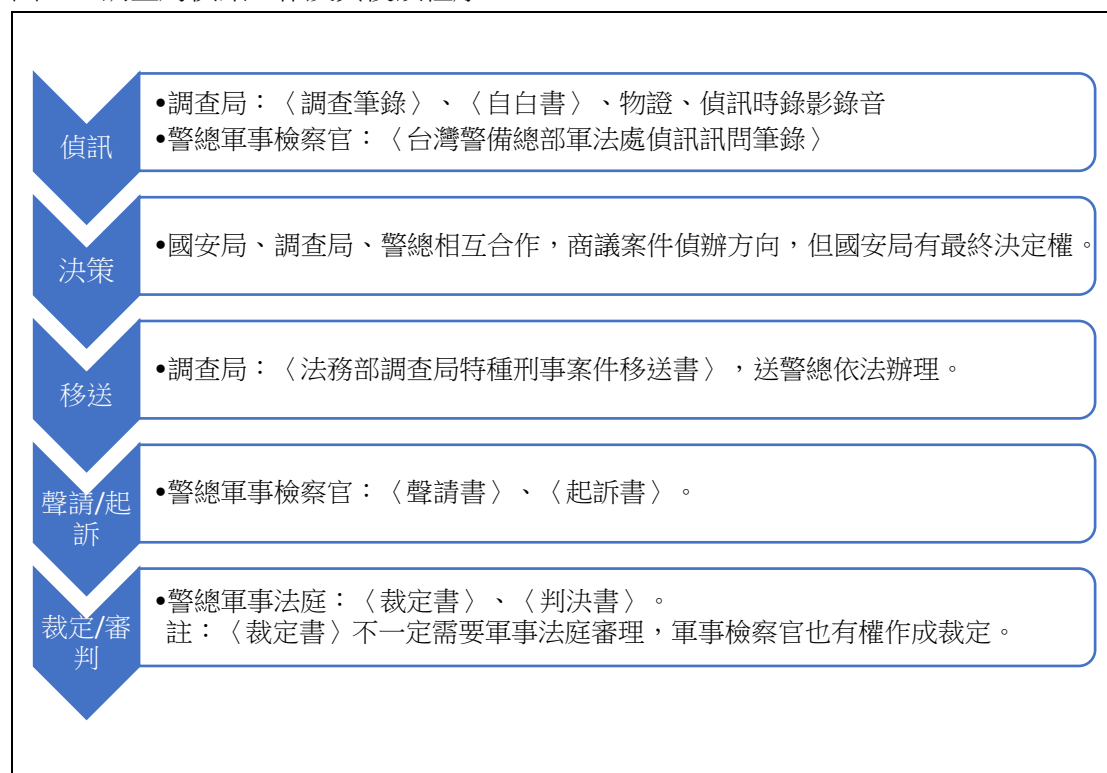 偵訊
•調查局：〈調查筆錄〉、〈自白書〉、物證、偵訊時錄影錄音
•警總軍事檢察官：〈台灣警備總部軍法處偵訊訊問筆錄〉
決策
•國安局、調查局、警總相互合作，商議案件偵辦方向，但國安局有最終決定權。
移送
•調查局：〈法務部調查局特種刑事案件移送書〉，送警總依法辦理。
聲請/起
訴
•警總軍事檢察官：〈聲請書〉、〈起訴書〉。
裁定/審
判
•警總軍事法庭：〈裁定書〉、〈判決書〉。
註：〈裁定書〉不一定需要軍事法庭審理，軍事檢察官也有權作成裁定。